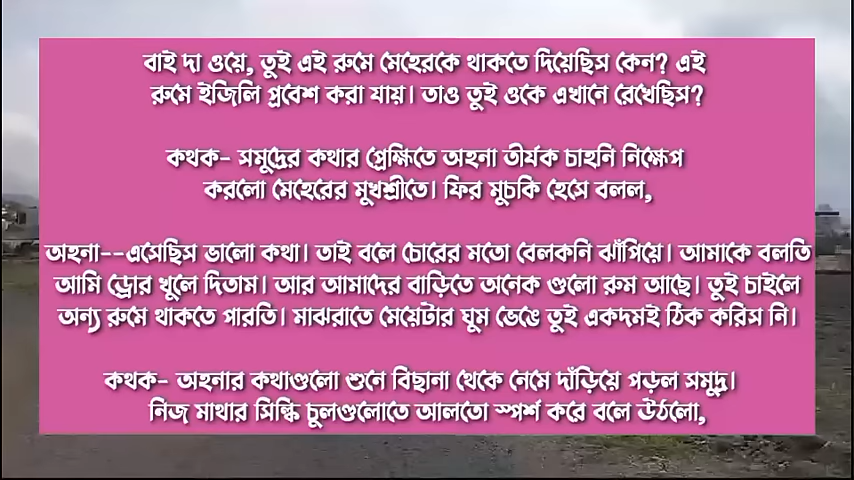 বাই দা ওয়ে, তুই এই রুমে মেহেরকে থাকতে দিয়েছিস কেন? এই
রুমে ইজিলি প্রবেশ করা যায়। তাও তুই ওকে এখানে রেখেছিস?
কথক- সমুদ্রের কথার প্রেক্ষিতে অহনা তীর্যক চাহনি নিক্ষেপ
করলো মেহেরের মুখশ্রীতে। ফির মুচকি হেসে বলল,
অহনা--এসেছিস ভালো কথা। তাই বলে চোরের মতো বেলকনি ঝাঁপিয়ে। আমাকে বলতি
আমি ড্রোর খুলে দিতাম। আর আমাদের বাড়িতে অনেক গুলো রুম আছে। তুই চাইলে
অন্য রুমে থাকতে পারতি। মাঝরাতে মেয়েটার ঘুম ভেঙে তুই একদমই ঠিক করিস নি।
কথক- অহনার কথাগুলো শুনে বিছানা থেকে নেমে দাঁড়িয়ে পড়ল সমুদ্র।
নিজ মাথার সিল্কি চুলগুলোতে আলতো স্পর্শ করে বলে উঠলো,